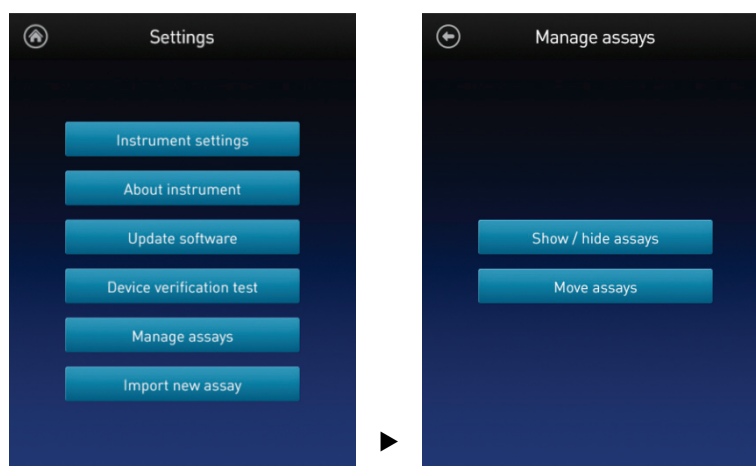 Settings
Instrument settings
About instrument
Update software
Device verification test
Manage assays
Import new assay
Manage assays
Show / hide assays
Move assays